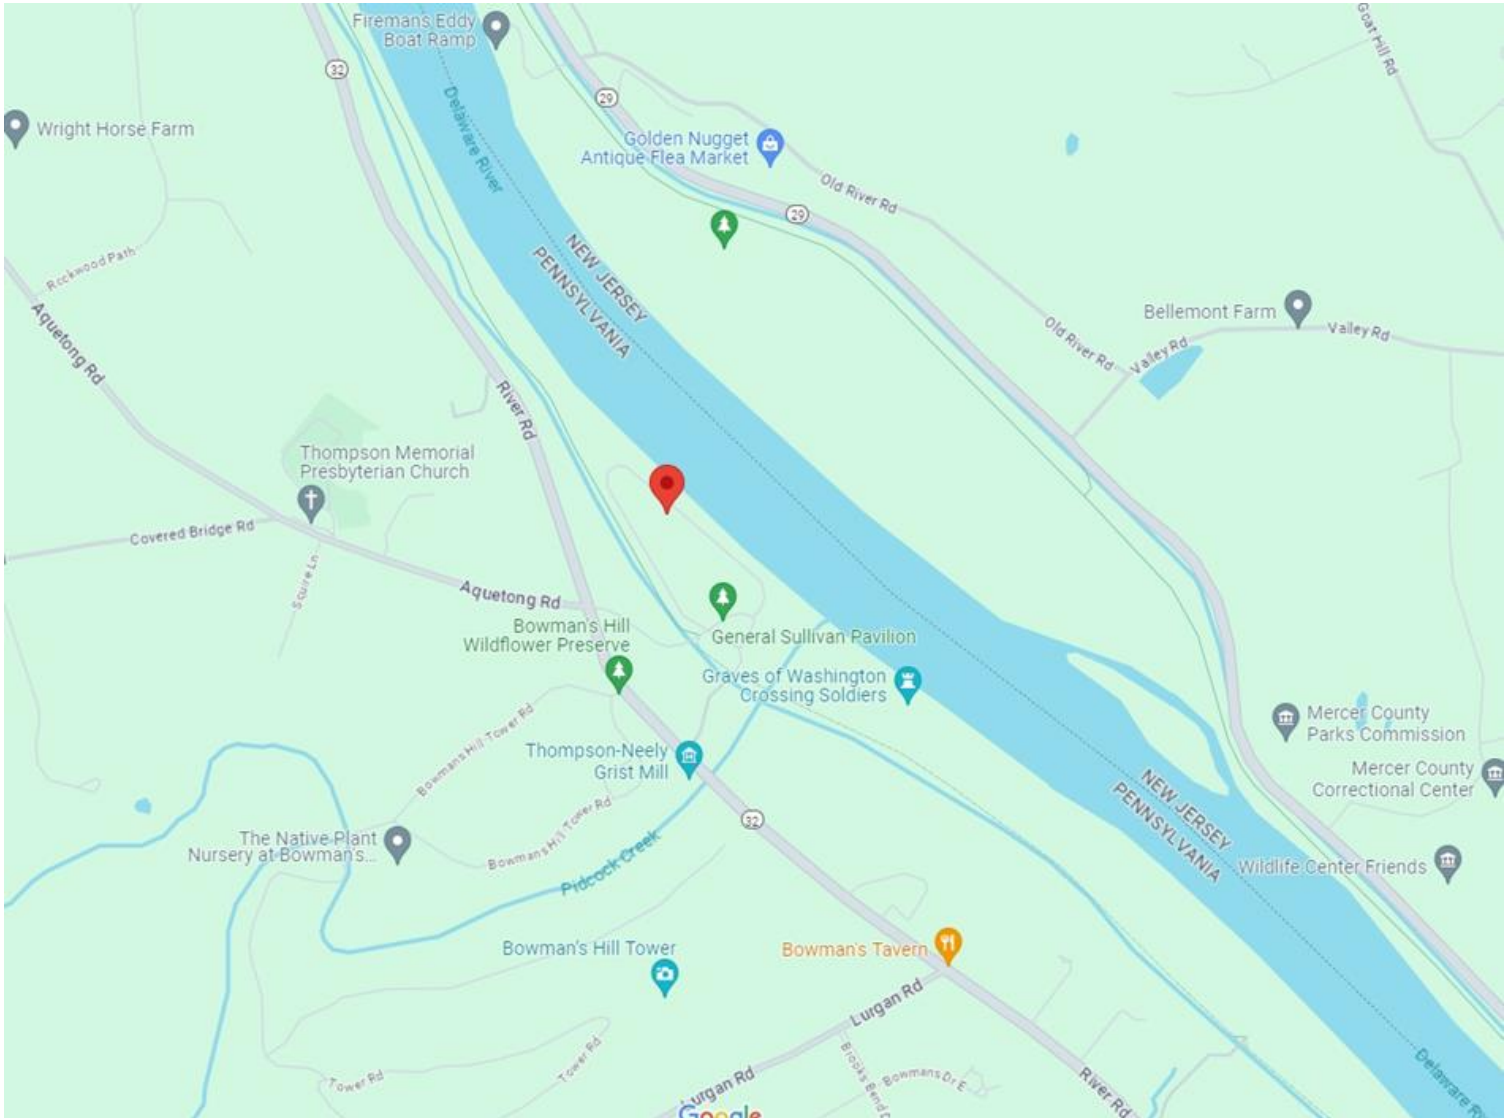 Firemans Eddy
Boat Ramp
Goat Hill Rd
32
29
Delaware River
Wright Horse Farm
Golden Nugget
Antique Flea Market
Old River Rd
29
NEW JERSEY
PENNSYLVANIA
Rockwood Path
Aquetong Rd
Bellemont Farm
Valley Rd
Old River Rd
Valley Rd
River Rd
Thompson Memorial
Presbyterian Church
Covered Bridge Rd
Squire Ln
Aquetong Rd
Bowman's Hill
Wildflower Preserve
General Sullivan Pavilion
Graves of Washington
Crossing Soldiers
Bowmans Hill-Tower Rd
Thompson-Neely
Grist Mill
Mercer County
Parks Commission
Mercer County
Correctional Center
NEW JERSEY
PENNSYLVANIA
Bowmans Hill-Tower Rd
32
The Native Plant
Nursery at Bowman's...
Pidcock Creek
Wildlife Center Friends
Bowman's Hill Tower
Bowman's Tavern
Lurgan Rd
Tower Rd
Tower Rd
Lurgan Rd
Brooks Bend
Bowmans Dr E
River Rd
Delaware
Google